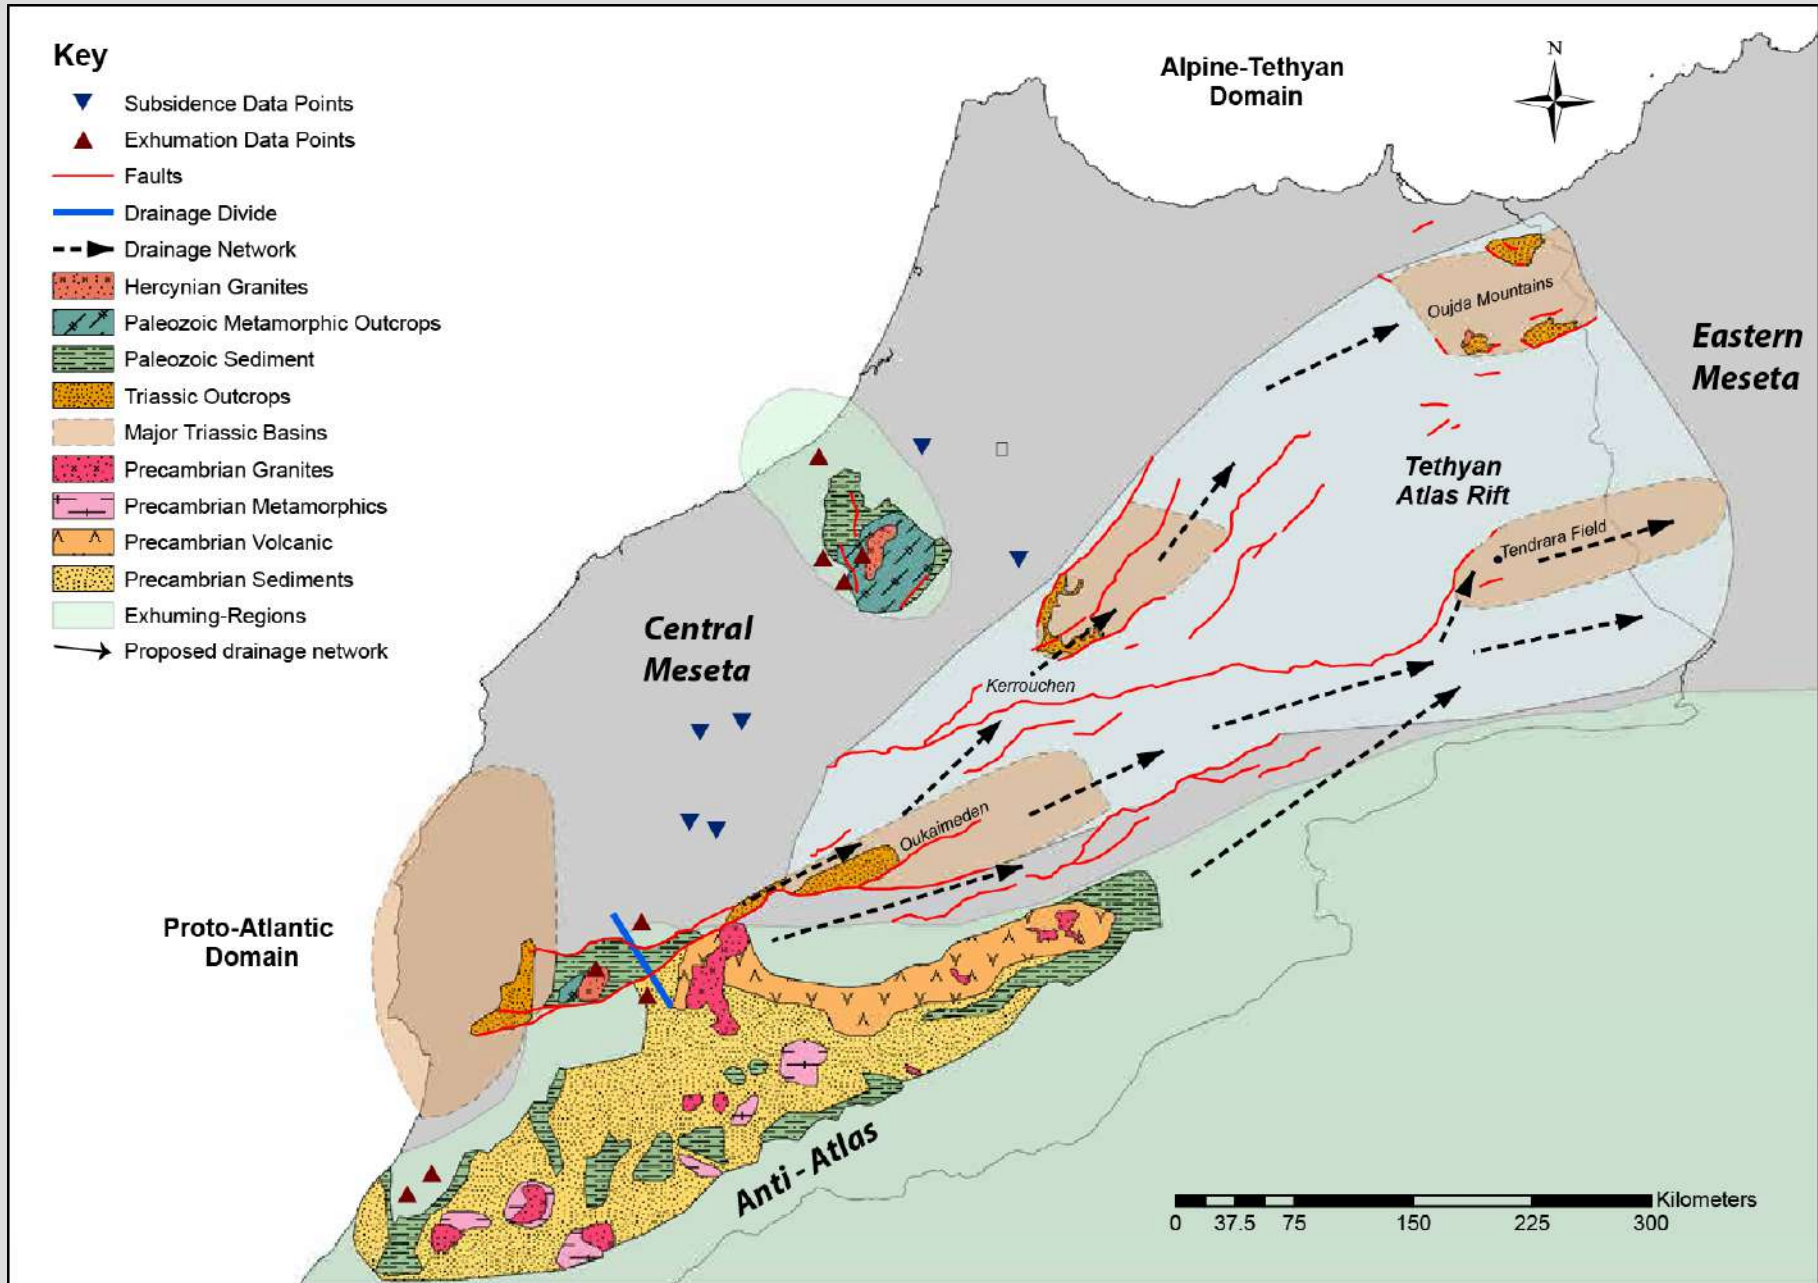 Key
Subsidence Data Points
Exhumation Data Points
Faults
Drainage Divide
Drainage Network
Hercynian Granites
Paleozoic Metamorphic Outcrops
Paleozoic Sediment
Triassic Outcrops
Major Triassic Basins
Precambrian Granites
Precambrian Metamorphics
Precambrian Volcanic
Precambrian Sediments
Exhuming-Regions
Proposed drainage network
Alpine-Tethyan
Domain
N
Oujda Mountains
Eastern
Meseta
Tethyan
Atlas Rift
Tendrara Field
Central
Meseta
Kerrouchen
Oukaimeden
Proto-Atlantic
Domain
Anti-Atlas
Kilometers
0 37.5 75 150 225 300